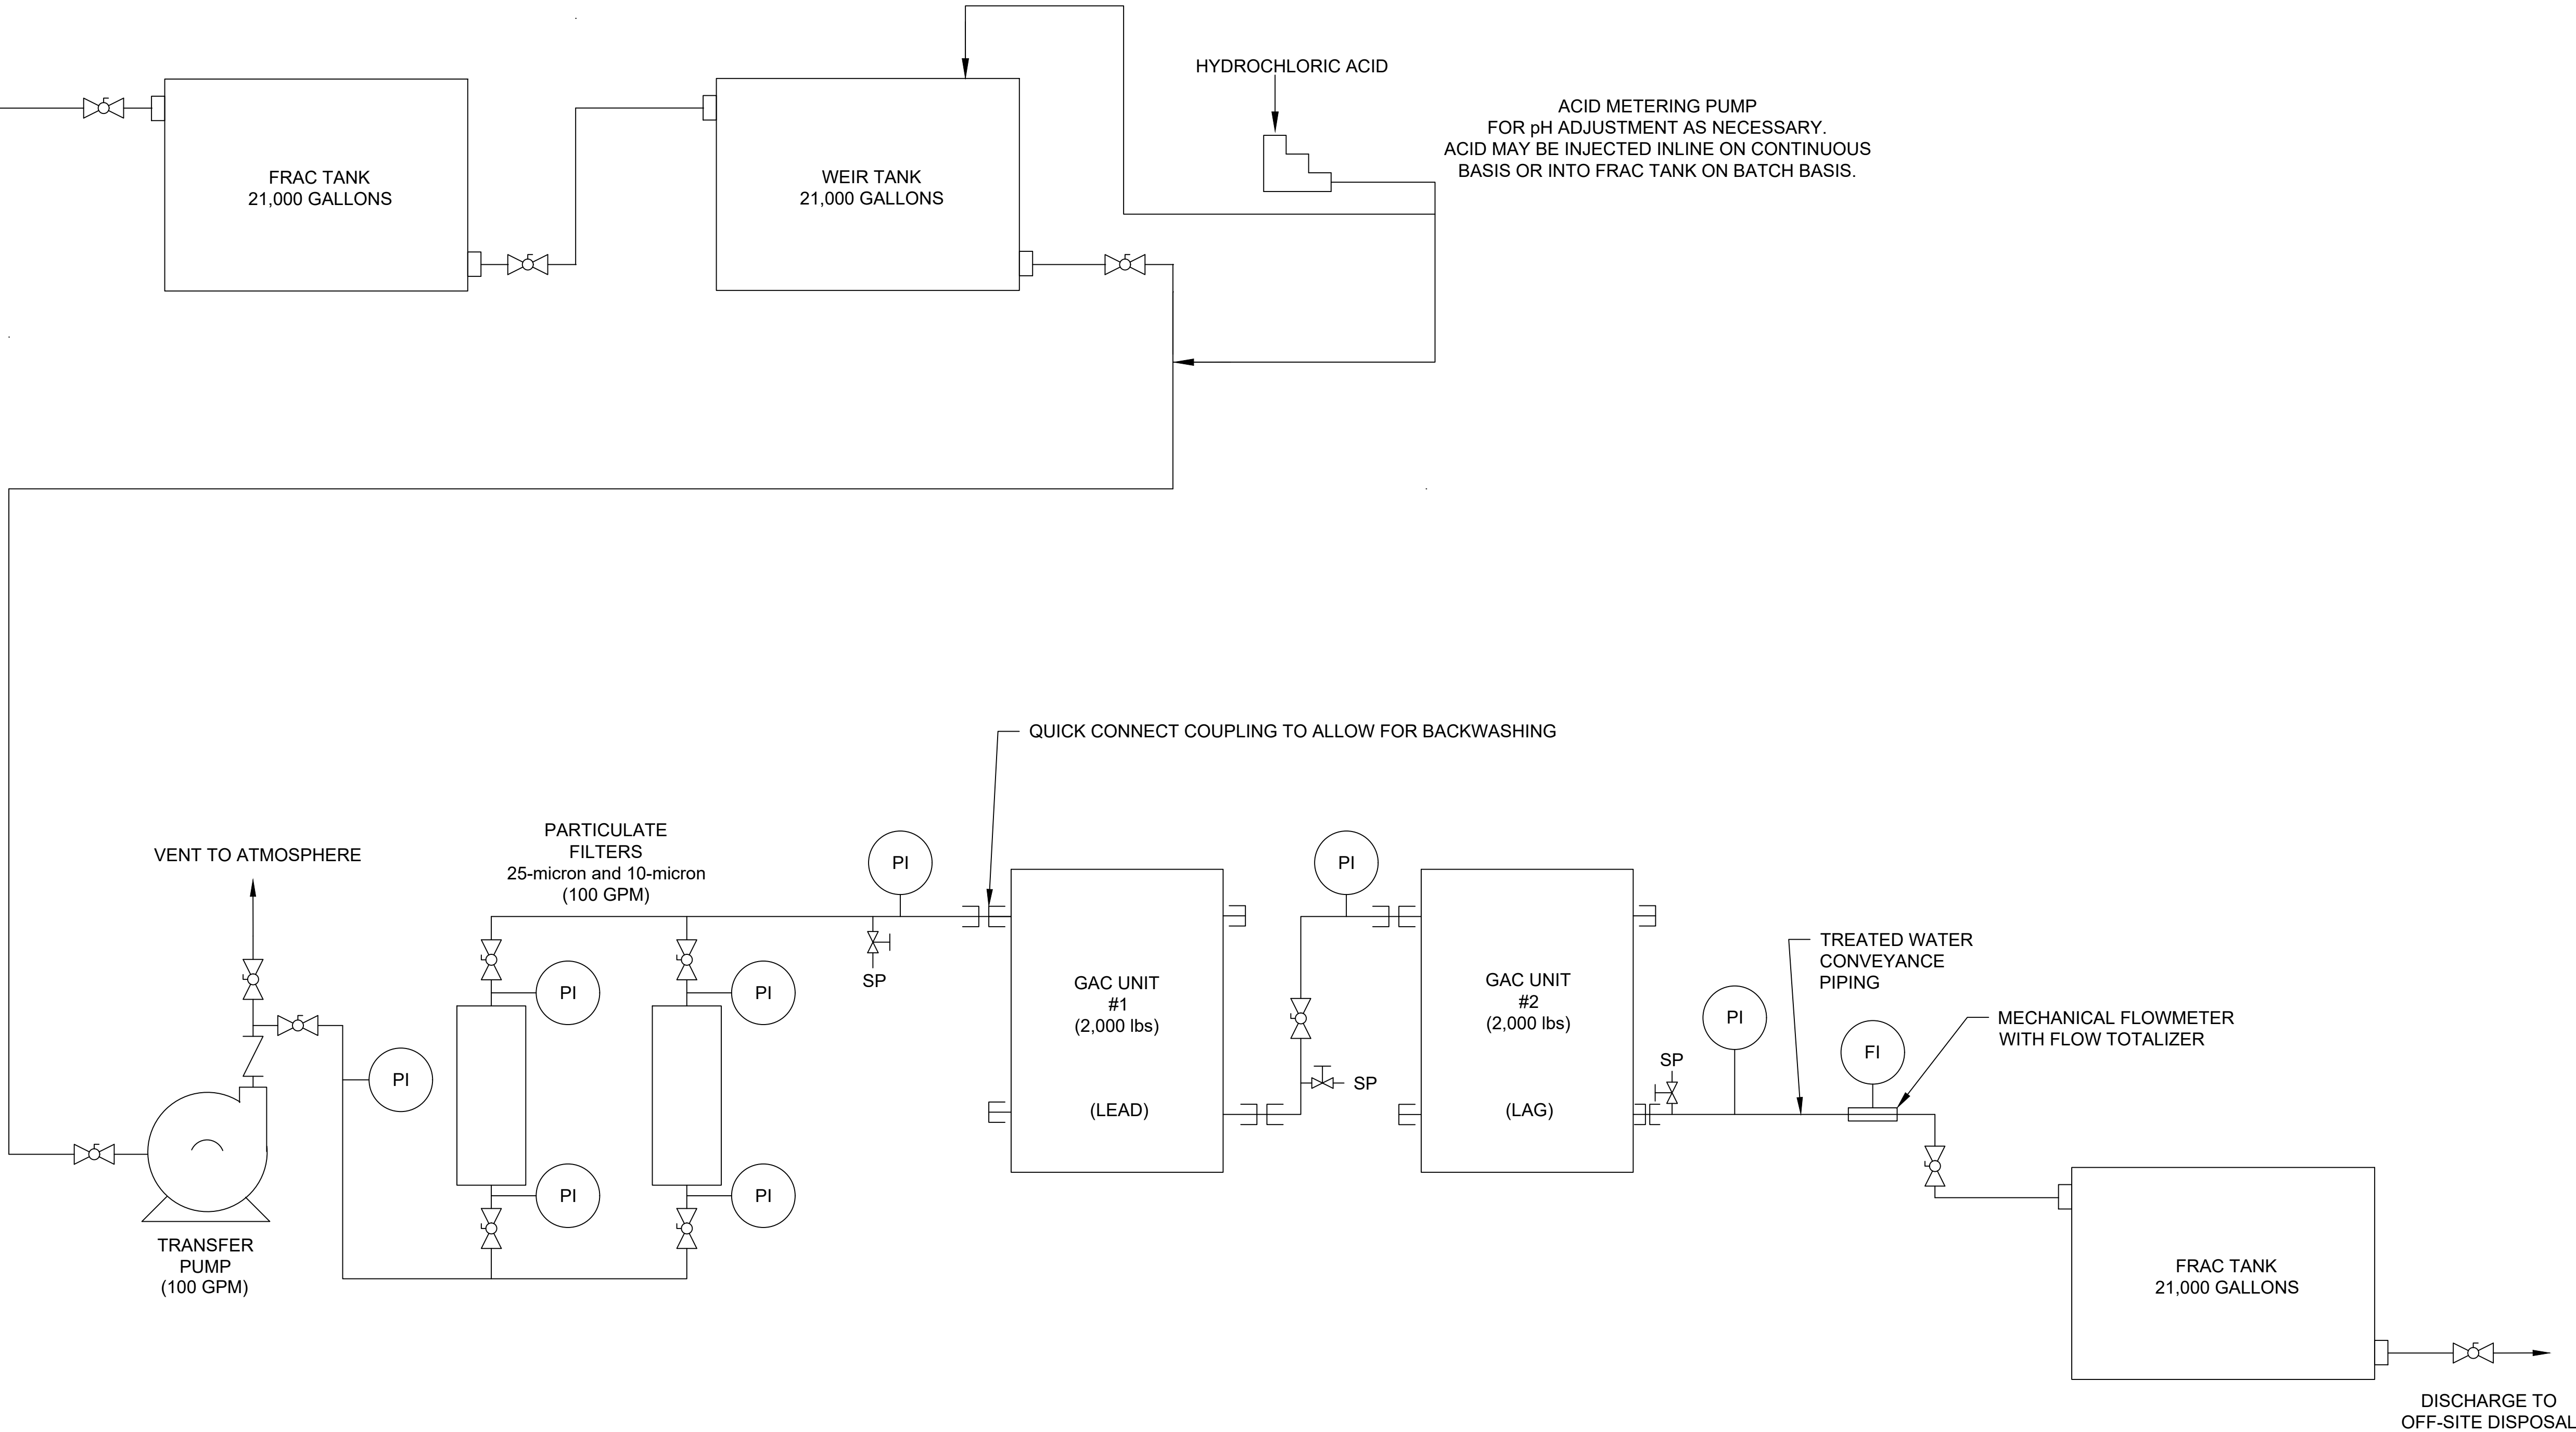 HYDROCHLORIC ACID
ACID METERING PUMP
FOR pH ADJUSTMENT AS NECESSARY.
ACID MAY BE INJECTED INLINE ON CONTINUOUS
BASIS OR INTO FRAC TANK ON BATCH BASIS.
FRAC TANK
21,000 GALLONS
WEIR TANK
21,000 GALLONS
QUICK CONNECT COUPLING TO ALLOW FOR BACKWASHING
VENT TO ATMOSPHERE
PARTICULATE
FILTERS
25-micron and 10-micron
(100 GPM)
PI
PI
PI
PI
PI
PI
PI
SP
GAC UNIT
#1
(2,000 lbs)
(LEAD)
SP
GAC UNIT
#2
(2,000 lbs)
(LAG)
SP
PI
TREATED WATER
CONVEYANCE
PIPING
FI
MECHANICAL FLOWMETER
WITH FLOW TOTALIZER
TRANSFER
PUMP
(100 GPM)
FRAC TANK
21,000 GALLONS
DISCHARGE TO
OFF-SITE DISPOSAL